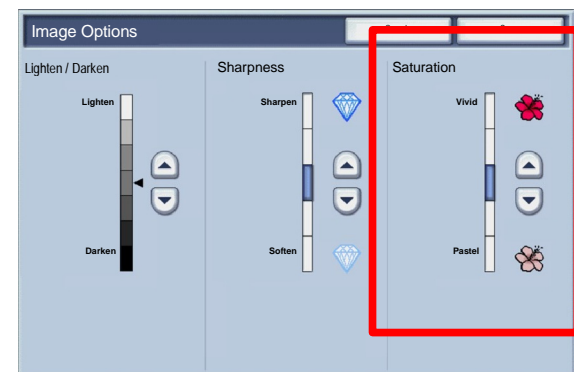 Image Options
Lighten / Darken
Lighten
Darken
Sharpness
Sharpen
Soften
Saturation
Vivid
Pastel